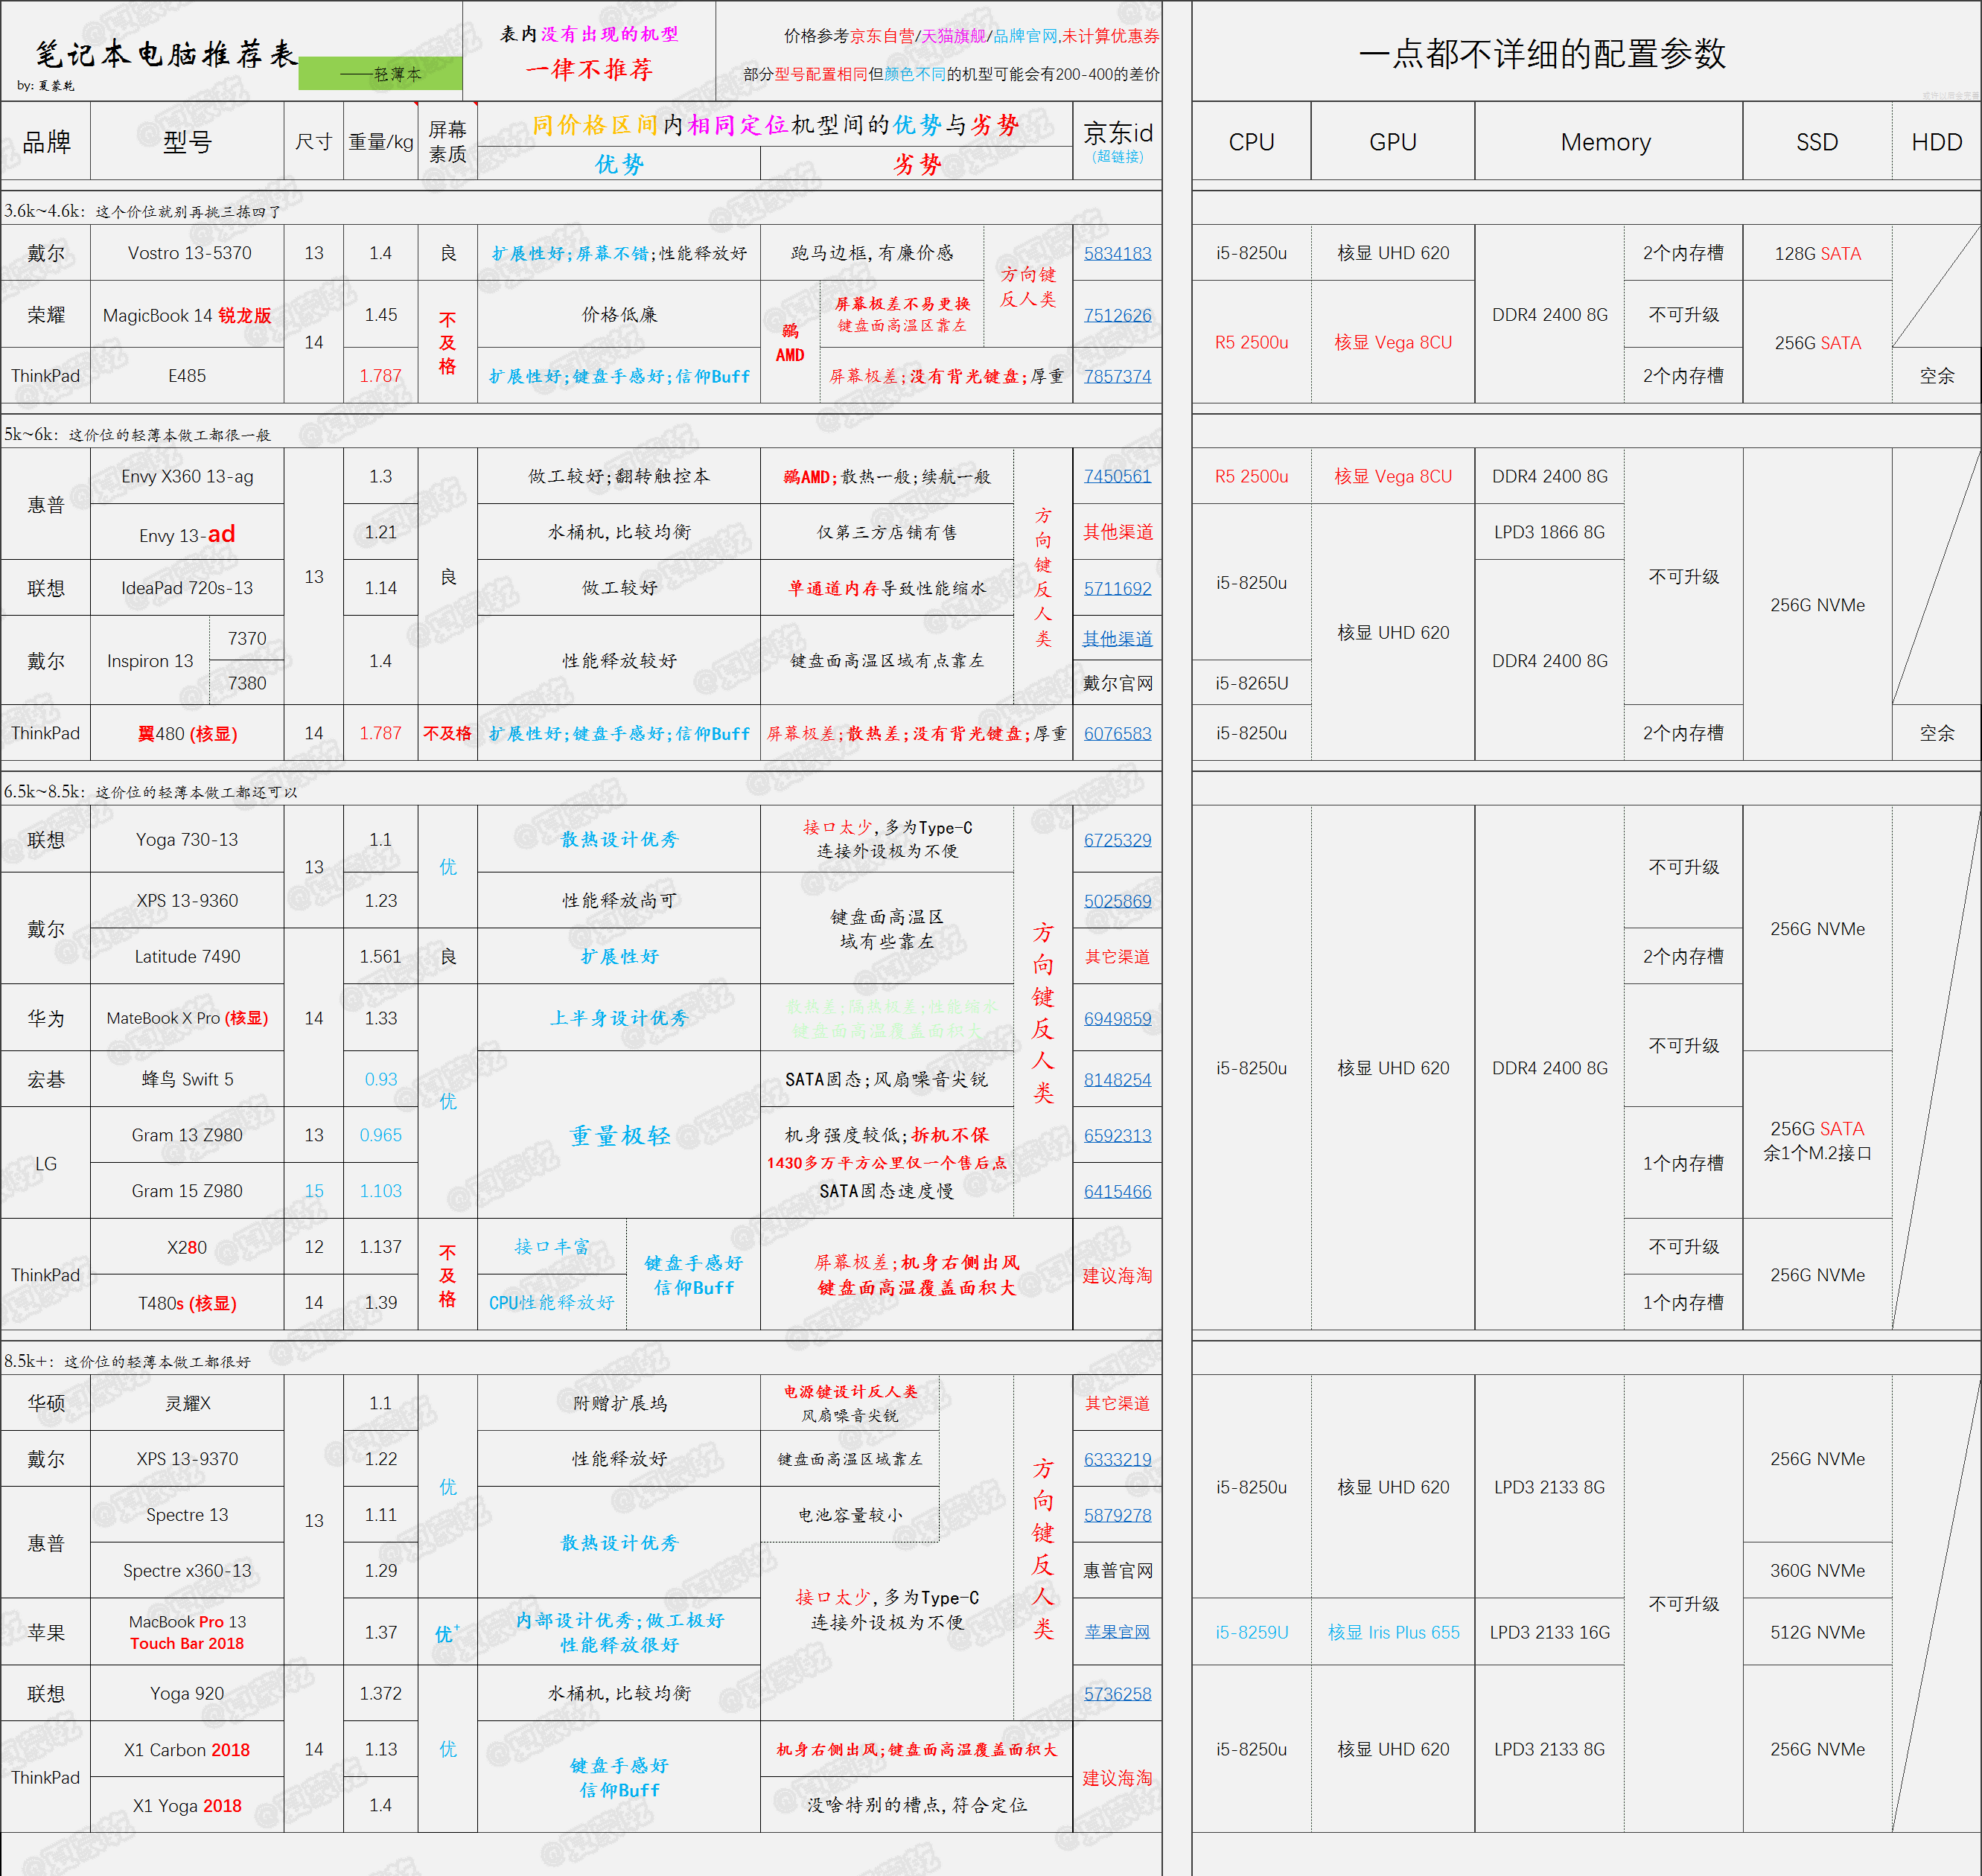 笔记本电脑推荐表
——轻薄本
by: 夏蒙乾
表内没有出现的机型
一律不推荐
价格参考京东自营/天猫旗舰/品牌官网,未计算优惠券
部分型号配置相同但颜色不同的机型可能会有200-400的差价
一点都不详细的配置参数
品牌 型号 尺寸 重量/kg 屏幕素质 同价格区间内相同定位机型间的优势与劣势 京东id
(超链接)
优势 劣势
CPU GPU Memory SSD HDD
3.6k~4.6k: 这个价位就别再挑三拣四了
戴尔 Vostro 13-5370 13 1.4 良 扩展性好;屏幕不错;性能释放好 跑马边框,有廉价感 方向键反人类 5834183 i5-8250u 核显 UHD 620 DDR4 2400 8G 2个内存槽 128G SATA
荣耀 MagicBook 14 锐龙版 14 1.45 不及格 价格低廉 鹇AMD 屏幕极差不易更换
键盘面高温区靠左 7512626 R5 2500u 核显 Vega 8CU 不可升级 256G SATA
ThinkPad E485 1.787 扩展性好;键盘手感好;信仰Buff 屏幕极差;没有背光键盘;厚重 7857374 2个内存槽 空余
5k~6k: 这价位的轻薄本做工都很一般
惠普 Envy X360 13-ag 13 1.3 良 做工较好;翻转触控本 鹇AMD;散热一般;续航一般 方向键反人类 7450561 R5 2500u 核显 Vega 8CU DDR4 2400 8G 不可升级 256G NVMe
Envy 13-ad 1.21 水桶机,比较均衡 仅第三方店铺有售 其他渠道 i5-8250u 核显 UHD 620 LPD3 1866 8G
联想 IdeaPad 720s-13 1.14 做工较好 单通道内存导致性能缩水 5711692 DDR4 2400 8G
戴尔 Inspiron 13 7370 1.4 性能释放较好 键盘面高温区域有点靠左 其他渠道
7380 戴尔官网 i5-8265U
ThinkPad 翼480 (核显) 14 1.787 不及格 扩展性好;键盘手感好;信仰Buff 屏幕极差;散热差;没有背光键盘;厚重 6076583 i5-8250u 2个内存槽 空余
6.5k~8.5k: 这价位的轻薄本做工都还可以
联想 Yoga 730-13 13 1.1 优 散热设计优秀 接口太少,多为Type-C
连接外设极为不便 方向键反人类 6725329 i5-8250u 核显 UHD 620 DDR4 2400 8G 不可升级 256G NVMe
戴尔 XPS 13-9360 1.23 性能释放尚可 键盘面高温区
域有些靠左 5025869
Latitude 7490 14 1.561 良 扩展性好 其它渠道 2个内存槽
华为 MateBook X Pro (核显) 1.33 优 上半身设计优秀 散热差;隔热极差;性能缩水
键盘面高温覆盖面积大 6949859 不可升级
宏碁 蜂鸟 Swift 5 0.93 重量极轻 SATA固态;风扇噪音尖锐 8148254 256G SATA
余1个M.2接口
LG Gram 13 Z980 13 0.965 机身强度较低;拆机不保
1430多万平方公里仅一个售后点
SATA固态速度慢 6592313 1个内存槽
Gram 15 Z980 15 1.103 6415466
ThinkPad X280 12 1.137 不及格 接口丰富 键盘手感好
信仰Buff 屏幕极差;机身右侧出风
键盘面高温覆盖面积大 建议海淘 不可升级 256G NVMe
T480s (核显) 14 1.39 CPU性能释放好 1个内存槽
8.5k+: 这价位的轻薄本做工都很好
华硕 灵耀X 13 1.1 优 附赠扩展坞 电源键设计反人类
风扇噪音尖锐 方向键反人类 其它渠道 i5-8250u 核显 UHD 620 LPD3 2133 8G 不可升级 256G NVMe
戴尔 XPS 13-9370 1.22 性能释放好 键盘面高温区域靠左 6333219
惠普 Spectre 13 1.11 散热设计优秀 电池容量较小 5879278
Spectre x360-13 1.29 接口太少,多为Type-C
连接外设极为不便 惠普官网 360G NVMe
苹果 MacBook Pro 13
Touch Bar 2018 1.37 优+ 内部设计优秀;做工极好
性能释放很好 苹果官网 i5-8259U 核显 Iris Plus 655 LPD3 2133 16G 512G NVMe
联想 Yoga 920 14 1.372 优 水桶机,比较均衡 5736258 i5-8250u 核显 UHD 620 LPD3 2133 8G 256G NVMe
ThinkPad X1 Carbon 2018 1.13 键盘手感好
信仰Buff 机身右侧出风;键盘面高温覆盖面积大 建议海淘
X1 Yoga 2018 1.4 没啥特别的槽点,符合定位